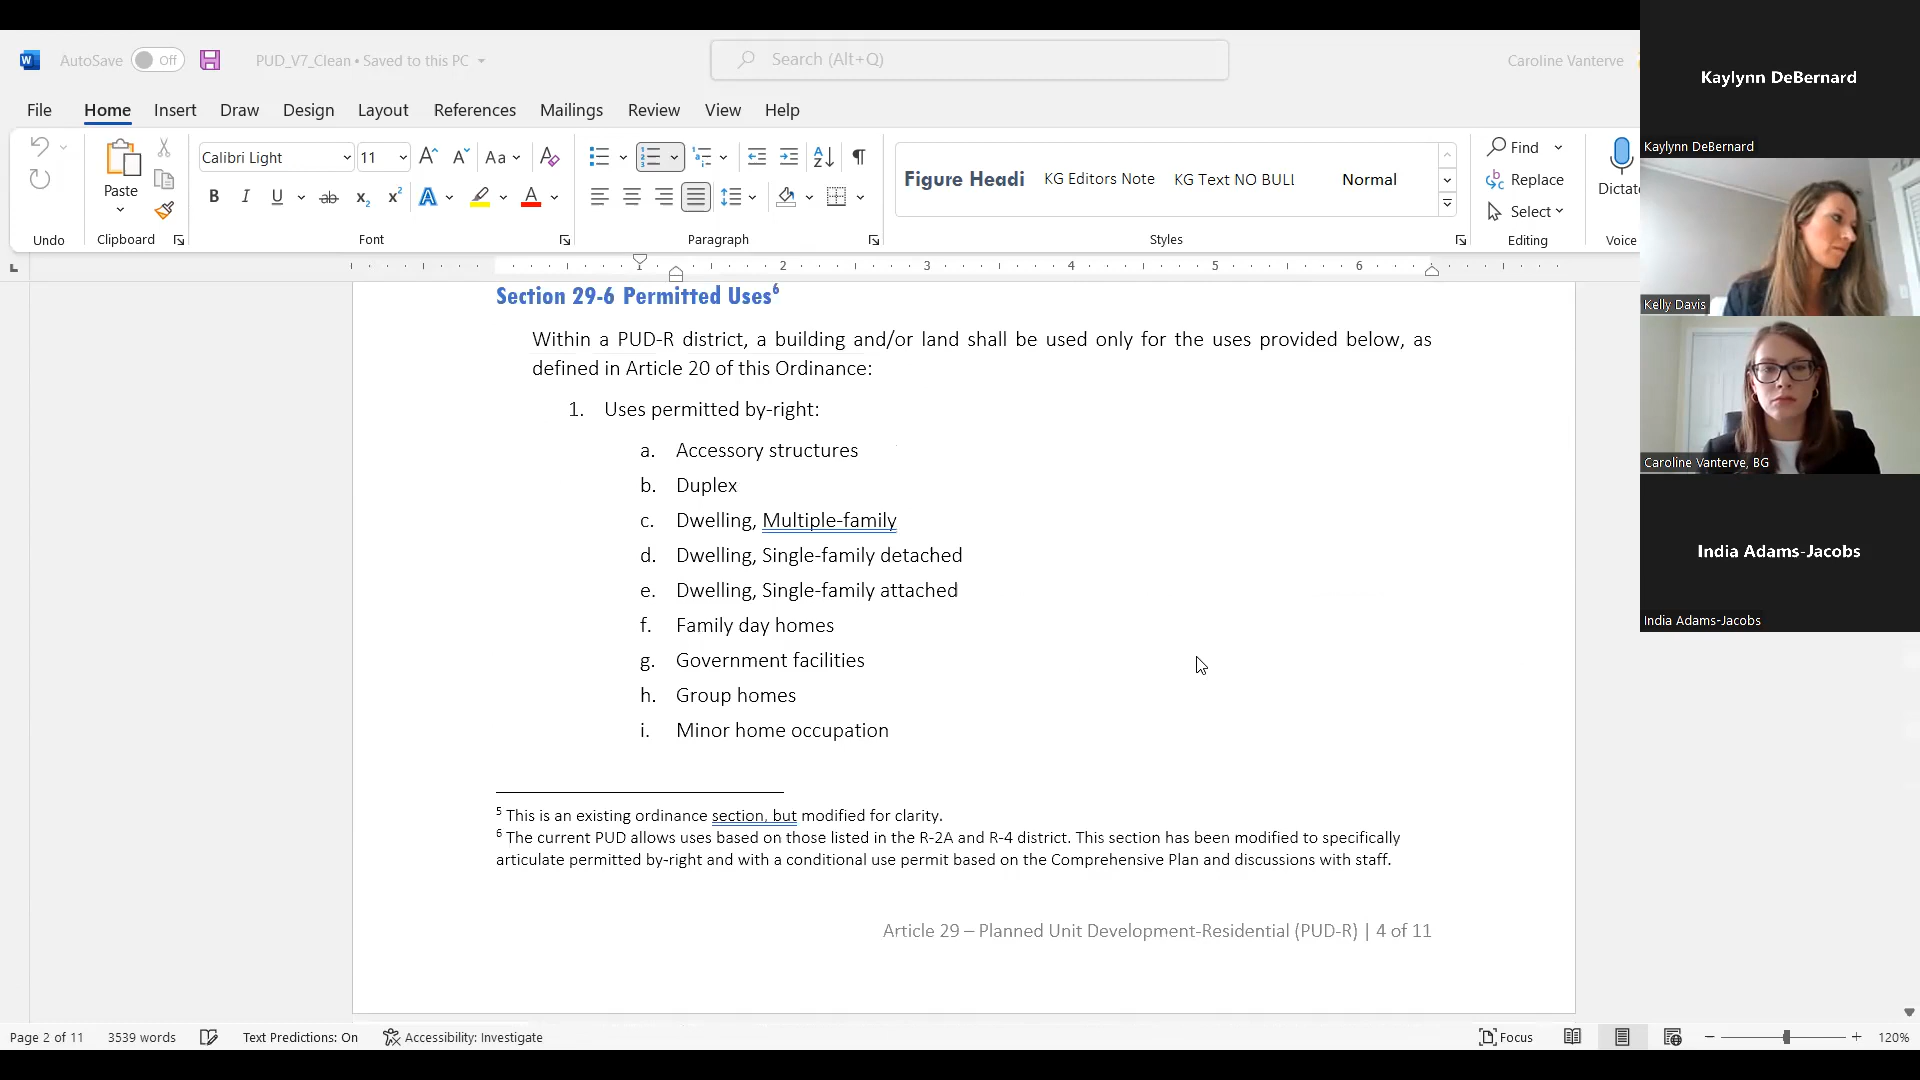 AutoSave Off PUD_V7_Clean • Saved to this PC Search (Alt+Q) Caroline Vanterve
File Home Insert Draw Design Layout References Mailings Review View Help
Paste Calibri Light 11 Aa Figure Headi KG Editors Note KG Text NO BULL Normal Find Replace Select Dictate
Undo Clipboard Font Paragraph Styles Editing Voice
2 3 4 5 6
Section 29-6 Permitted Uses6
Within a PUD-R district, a building and/or land shall be used only for the uses provided below, as
defined in Article 20 of this Ordinance:
1. Uses permitted by-right:
a. Accessory structures
b. Duplex
c. Dwelling, Multiple-family
d. Dwelling, Single-family detached
e. Dwelling, Single-family attached
f. Family day homes
g. Government facilities
h. Group homes
i. Minor home occupation
5 This is an existing ordinance section, but modified for clarity.
6 The current PUD allows uses based on those listed in the R-2A and R-4 district. This section has been modified to specifically
articulate permitted by-right and with a conditional use permit based on the Comprehensive Plan and discussions with staff.
Article 29 – Planned Unit Development-Residential (PUD-R) | 4 of 11
Page 2 of 11 3539 words Text Predictions: On Accessibility: Investigate Focus 120%
Kaylynn DeBernard
Kaylynn DeBernard
Kelly Davis
Caroline Vanterve, BG
India Adams-Jacobs
India Adams-Jacobs